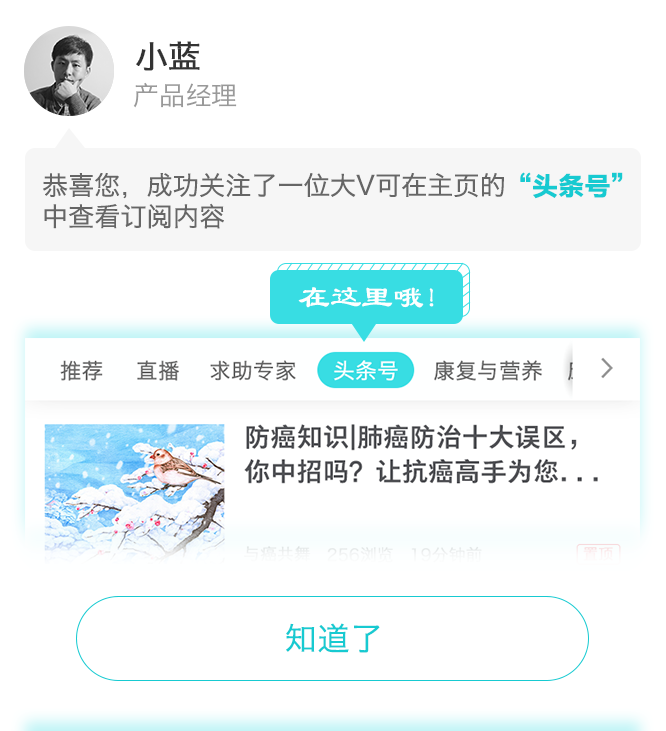 小蓝
产品经理
恭喜您，成功关注了一位大V可在主页的“头条号”
中查看订阅内容
在这里哦！
推荐 直播 求助专家 头条号 康复与营养
防癌知识|肺癌防治十大误区，
你中招吗？让抗癌高手为您...
与癌共舞 256浏览 19分钟前 置顶
知道了